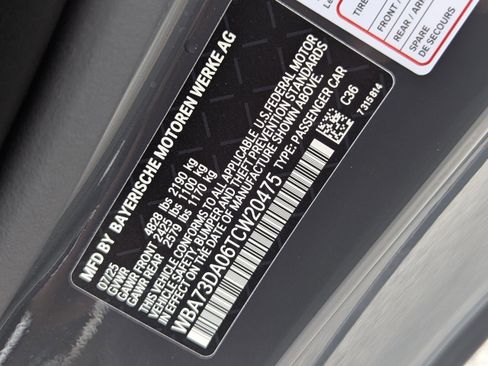 MFD. BY BAYERISCHE MOTOREN WERKE AG
07/25
GVWR 4828 lbs 2190 kg
GAWR FRONT 2425 lbs 1100 kg
GAWR REAR 2579 lbs 1170 kg
THIS VEHICLE CONFORMS TO ALL APPLICABLE U.S. FEDERAL MOTOR
VEHICLE SAFETY, BUMPER AND THEFT PREVENTION STANDARDS
IN EFFECT ON THE DATE OF MANUFACTURE SHOWN ABOVE.
WBA73DA06TCW20475 TYPE: PASSENGER CAR
C36
7315814
TIRE
FRONT /
REAR / ARR
SPARE
DE SECOURS